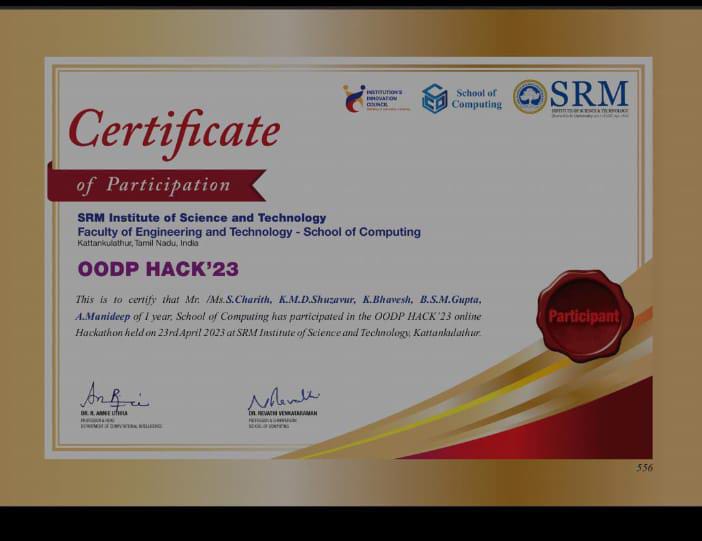 INSTITUTION'S
INNOVATION
COUNCIL
School of
Computing
SRM
INSTITUTE OF SCIENCE & TECHNOLOGY
Certificate
of Participation
SRM Institute of Science and Technology
Faculty of Engineering and Technology - School of Computing
Kattankulathur, Tamil Nadu, India
OODP HACK'23
This is to certify that Mr. /Ms.S.Charith, K.M.D.Shuzavur, K.Bhavesh, B.S.M.Gupta,
A.Manideep of I year, School of Computing has participated in the OODP HACK'23 online
Hackathon held on 23rd April 2023 at SRM Institute of Science and Technology, Kattankulathur.
Participant
DR. R. ANNIE UTHRA
PROFESSOR & HEAD
DEPARTMENT OF COMPUTATIONAL INTELLIGENCE
DR. REVATHI VENKATARAMAN
PROFESSOR & CHAIRPERSON
SCHOOL OF COMPUTING
556